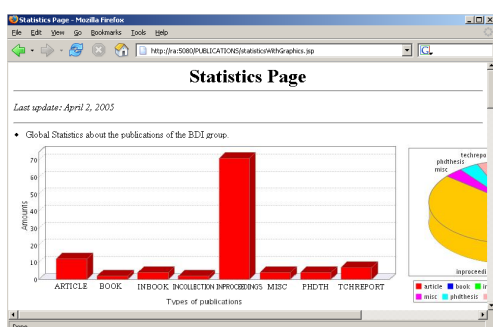 Statistics Page - Mozilla Firefox
File Edit View Go Bookmarks Tools Help
http://ra:5080/PUBLICATIONS/statisticsWithGraphics.jsp
G.
Statistics Page
Last update: April 2, 2005
Global Statistics about the publications of the BDI group.
70
60
50
40
30
20
10
0
Amounts
ARTICLE BOOK INBOOK INCOLLECTION INPROCEEDINGS MISC PHDTH TCHREPORT
Types of publications
techrepo
phdthesis
misc
inproceedi
article book in
misc phdthesis
Done